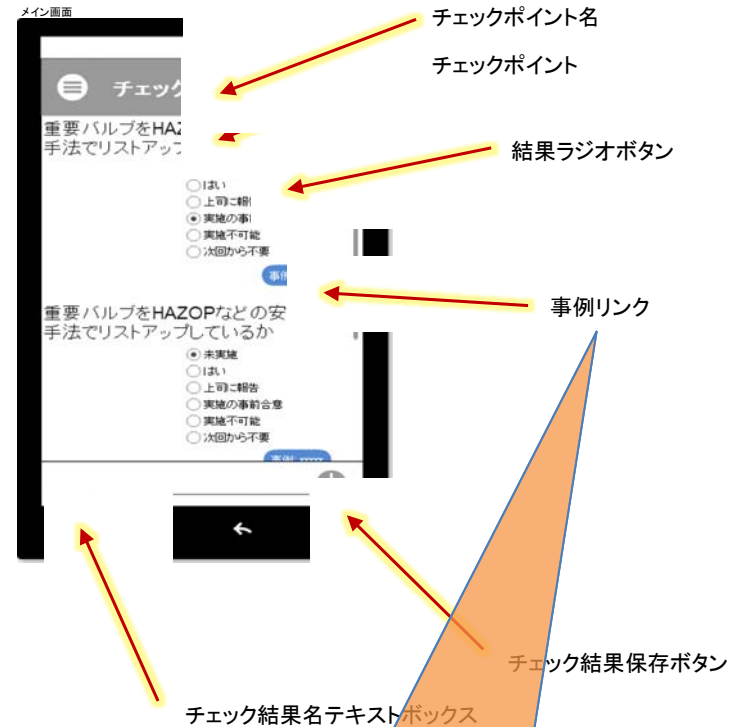 メイン画面
チェックポイント名
チェックポイント
チェック
重要バルブをHAZ
手法でリストアップ
結果ラジオボタン
はい
上司に報
実施の事
実施不可能
次回から不要
事例
事例リンク
重要バルブをHAZOPなどの安
手法でリストアップしているか
未実施
はい
上司に報告
実施の事前合意
実施不可能
次回から不要
チェック結果保存ボタン
チェック結果名テキストボックス